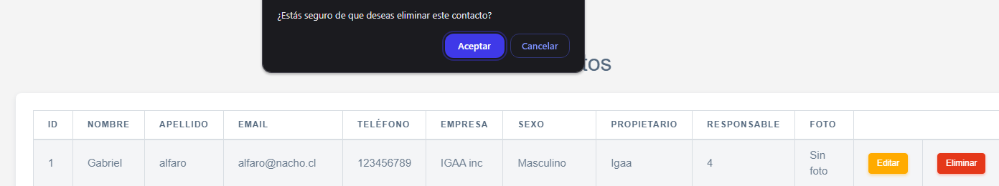 ¿Estás seguro de que deseas eliminar este contacto?
Aceptar Cancelar
tos
ID NOMBRE APELLIDO EMAIL TELÉFONO EMPRESA SEXO PROPIETARIO RESPONSABLE FOTO
1 Gabriel alfaro alfaro@nacho.cl 123456789 IGAA inc Masculino Igaa 4 Sin foto Editar Eliminar